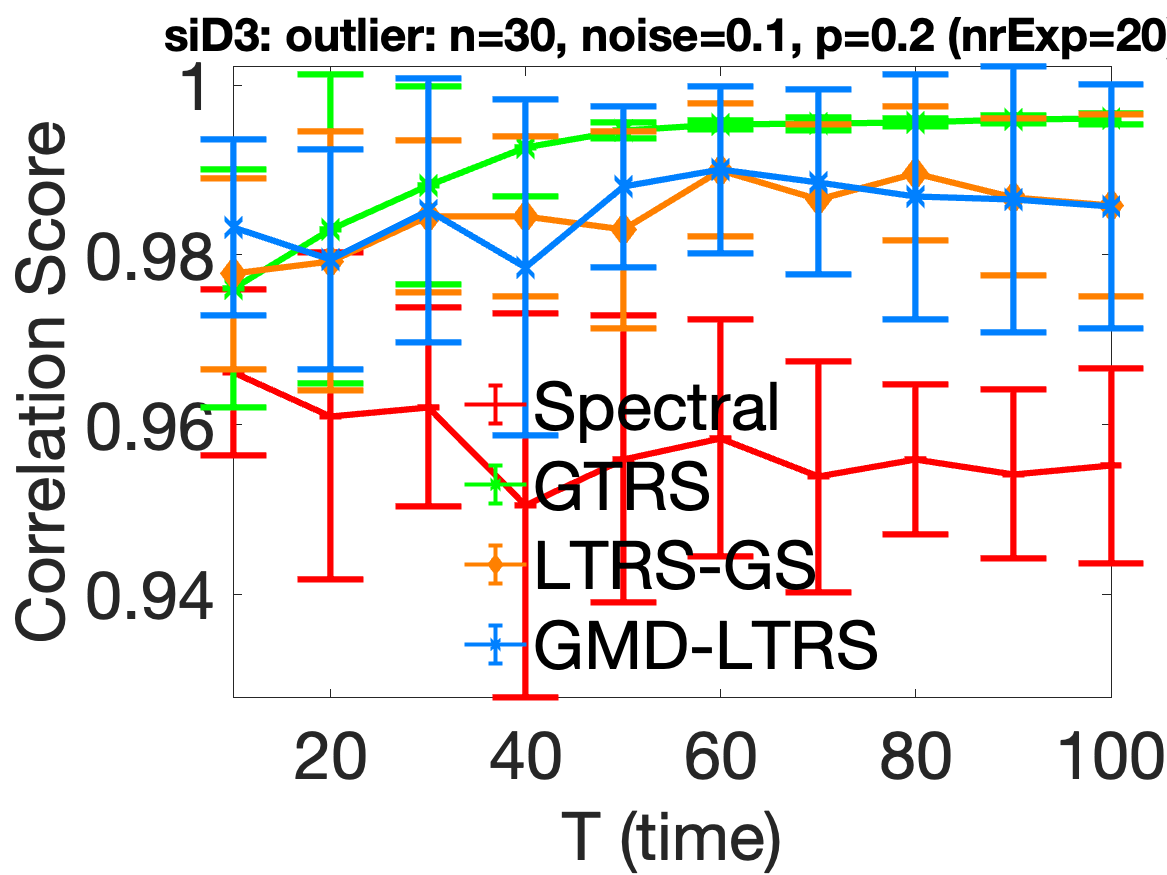 siD3: outlier: n=30, noise=0.1, p=0.2 (nrExp=20)
Correlation Score
1
0.98
0.96
0.94
Spectral
GTRS
LTRS-GS
GMD-LTRS
20 40 60 80 100
T (time)